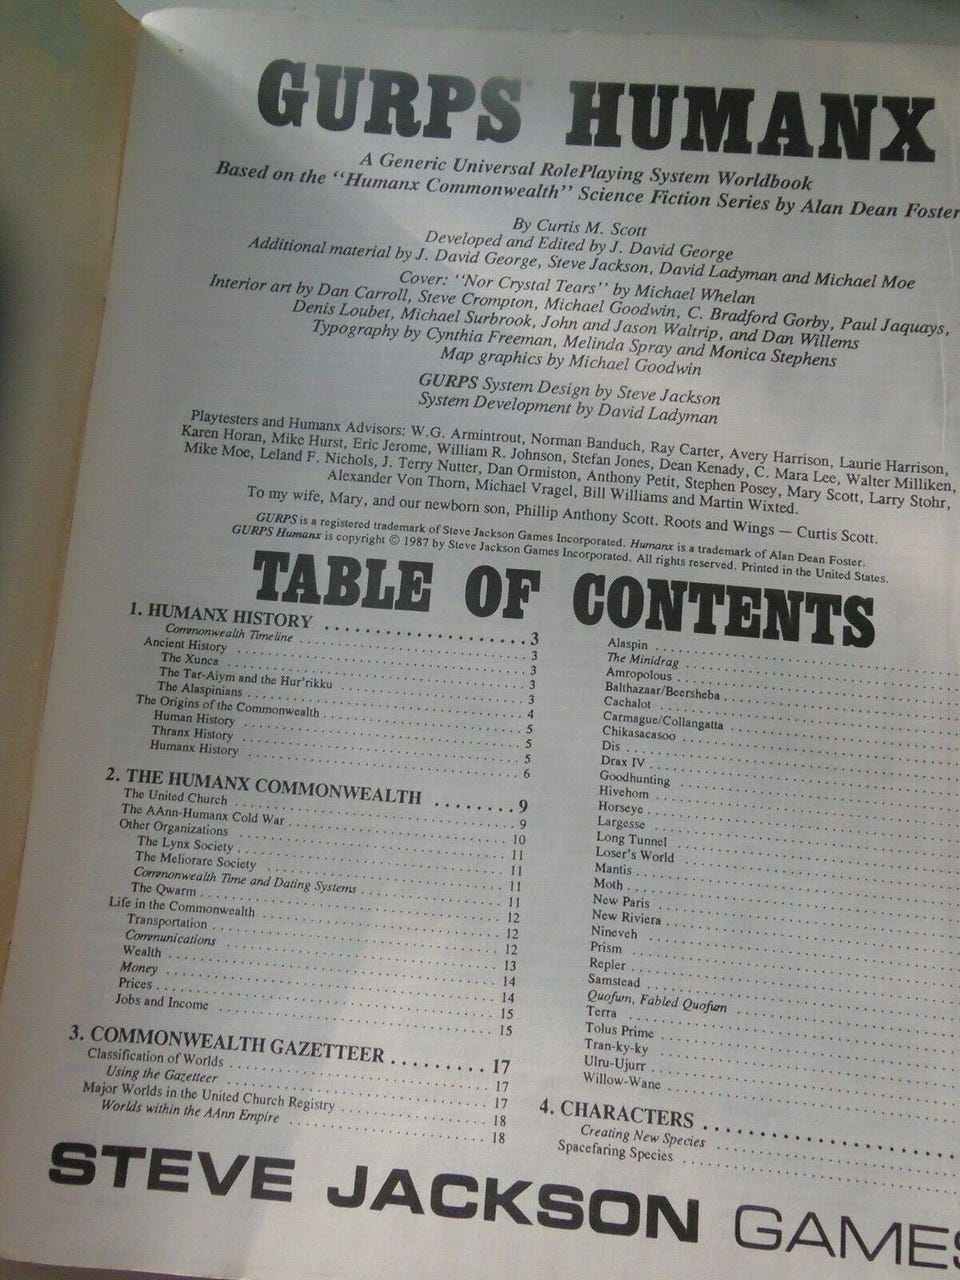 GURPS HUMANX
A Generic Universal RolePlaying System Worldbook
Based on the "Humanx Commonwealth" Science Fiction Series by Alan Dean Foster
By Curtis M. Scott
Developed and Edited by J. David George
Additional material by J. David George, Steve Jackson, David Ladyman and Michael Moe
Cover: "Nor Crystal Tears" by Michael Whelan
Interior art by Dan Carroll, Steve Crompton, Michael Goodwin, C. Bradford Gorby, Paul Jaquays,
Denis Loubet, Michael Surbrook, John and Jason Waltrip, and Dan Willems
Typography by Cynthia Freeman, Melinda Spray and Monica Stephens
Map graphics by Michael Goodwin
GURPS System Design by Steve Jackson
System Development by David Ladyman
Playtesters and Humanx Advisors: W.G. Armintrout, Norman Banduch, Ray Carter, Avery Harrison, Laurie Harrison,
Karen Horan, Mike Hurst, Eric Jerome, William R. Johnson, Stefan Jones, Dean Kenady, C. Mara Lee, Walter Milliken,
Mike Moe, Leland F. Nichols, J. Terry Nutter, Dan Ormiston, Anthony Petit, Stephen Posey, Mary Scott, Larry Stohr,
Alexander Von Thorn, Michael Vragel, Bill Williams and Martin Wixted.
To my wife, Mary, and our newborn son, Phillip Anthony Scott. Roots and Wings — Curtis Scott.
GURPS is a registered trademark of Steve Jackson Games Incorporated. Humanx is a trademark of Alan Dean Foster.
GURPS Humanx is copyright © 1987 by Steve Jackson Games Incorporated. All rights reserved. Printed in the United States.
TABLE OF CONTENTS
1. HUMANX HISTORY ........ 3
Commonwealth Timeline ........ 3
Ancient History ........ 3
The Xunca ........ 3
The Tar-Aiym and the Hur'rikku ........ 3
The Alaspinians ........ 4
The Origins of the Commonwealth ........ 5
Human History ........ 5
Thranx History ........ 5
Humanx History ........ 6
2. THE HUMANX COMMONWEALTH ........ 9
The United Church ........ 9
The AAnn-Humanx Cold War ........ 10
Other Organizations ........ 11
The Lynx Society ........ 11
The Meliorare Society ........ 11
Commonwealth Time and Dating Systems ........ 11
The Qwarm ........ 12
Life in the Commonwealth ........ 12
Transportation ........ 12
Communications ........ 13
Wealth ........ 14
Money ........ 14
Prices ........ 15
Jobs and Income ........ 15
3. COMMONWEALTH GAZETTEER ........ 17
Classification of Worlds ........ 17
Using the Gazetteer ........ 17
Major Worlds in the United Church Registry ........ 18
Worlds within the AAnn Empire ........ 18
Alaspin ........
The Minidrag ........
Amropolous ........
Balthazaar/Beersheba ........
Cachalot ........
Carmague/Collangatta ........
Chikasacasoo ........
Dis ........
Drax IV ........
Goodhunting ........
Hivehom ........
Horseye ........
Largesse ........
Long Tunnel ........
Loser's World ........
Mantis ........
Moth ........
New Paris ........
New Riviera ........
Nineveh ........
Prism ........
Repler ........
Samstead ........
Quofum, Fabled Quofum ........
Terra ........
Tolus Prime ........
Tran-ky-ky ........
Ulru-Ujurr ........
Willow-Wane ........
4. CHARACTERS ........
Creating New Species ........
Spacefaring Species ........
STEVE JACKSON GAMES